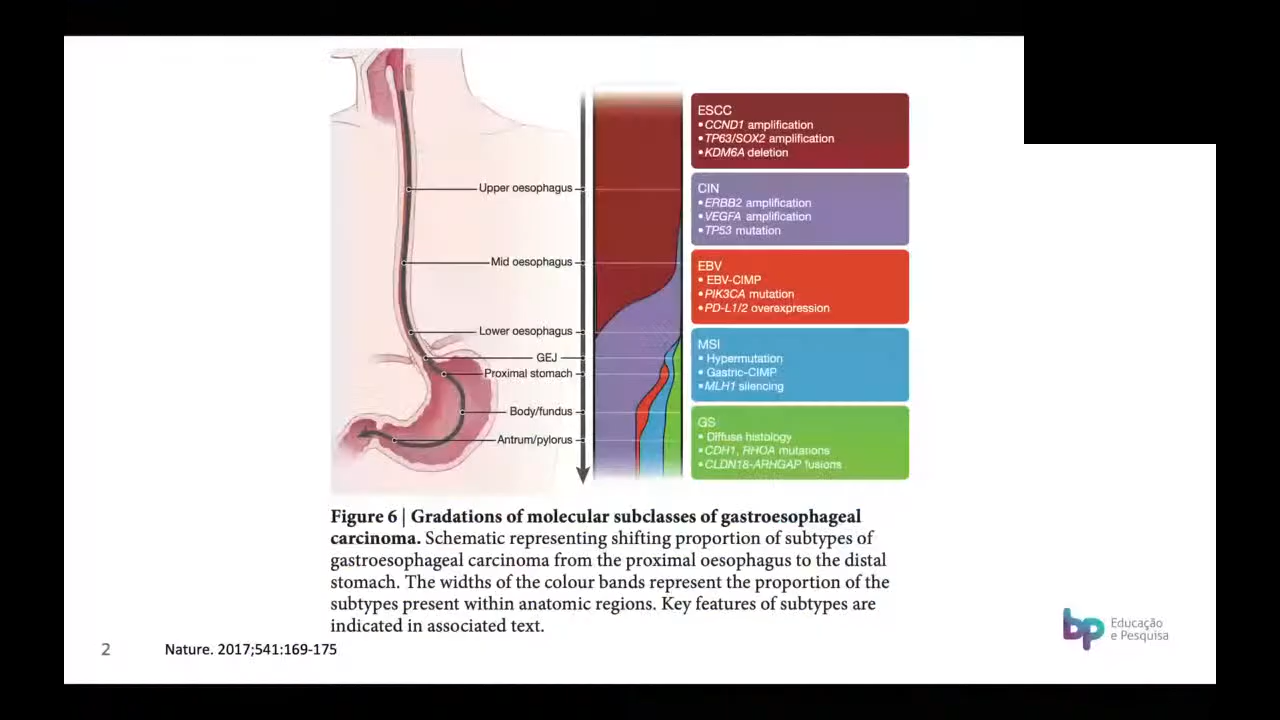 Upper oesophagus
Mid oesophagus
Lower oesophagus
GEJ
Proximal stomach
Body/fundus
Antrum/pylorus
ESCC
▪ CCND1 amplification
▪ TP63/SOX2 amplification
▪ KDM6A deletion
CIN
▪ ERBB2 amplification
▪ VEGFA amplification
▪ TP53 mutation
EBV
▪ EBV-CIMP
▪ PIK3CA mutation
▪ PD-L1/2 overexpression
MSI
▪ Hypermutation
▪ Gastric-CIMP
▪ MLH1 silencing
GS
▪ Diffuse histology
▪ CDH1, RHOA mutations
▪ CLDN18-ARHGAP fusions
Figure 6 | Gradations of molecular subclasses of gastroesophageal
carcinoma. Schematic representing shifting proportion of subtypes of
gastroesophageal carcinoma from the proximal oesophagus to the distal
stomach. The widths of the colour bands represent the proportion of the
subtypes present within anatomic regions. Key features of subtypes are
indicated in associated text.
2
Nature. 2017;541:169-175
bp
Educação
e Pesquisa